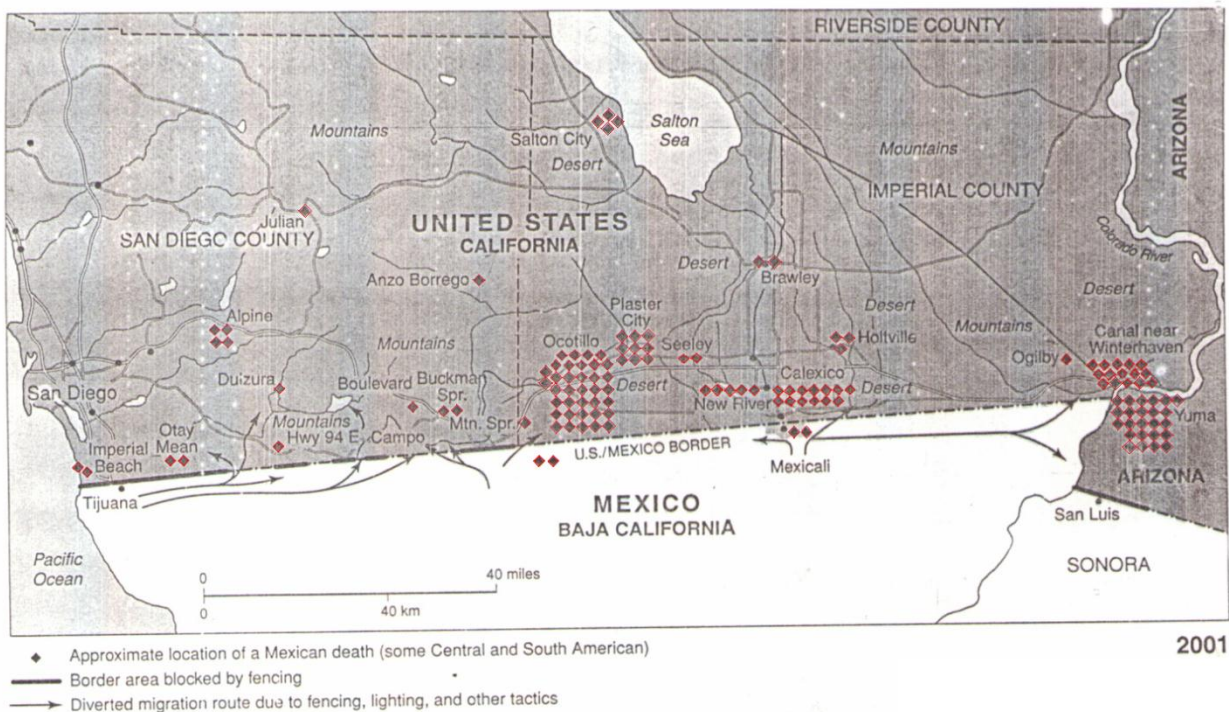 RIVERSIDE COUNTY
ARIZONA
Mountains
Salton City
Salton
Sea
Desert
Mountains
IMPERIAL COUNTY
Julian
SAN DIEGO COUNTY
UNITED STATES
CALIFORNIA
Colorado River
Anzo Borrego
Desert
Brawley
Desert
Alpine
Plaster
City
Desert
Mountains
Ocotillo
Seeley
Holtville
Mountains
Ogilby
Canal near
Winterhaven
San Diego
Duizura
Boulevard
Buckman
Spr.
Desert
Calexico
Desert
New River
Yuma
Imperial
Beach
Otay
Mean
Mountains
Hwy 94 E.
Campo
Mtn. Spr.
U.S./MEXICO BORDER
Mexicali
ARIZONA
Tijuana
MEXICO
BAJA CALIFORNIA
San Luis
SONORA
Pacific
Ocean
0 40 miles
0 40 km
2001
Approximate location of a Mexican death (some Central and South American)
Border area blocked by fencing
Diverted migration route due to fencing, lighting, and other tactics